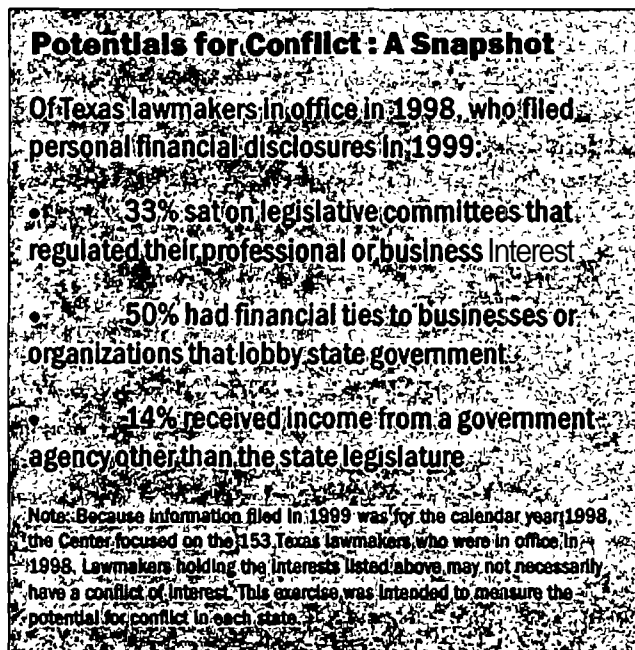 Potentials for Conflict : A Snapshot
Of Texas lawmakers in office in 1998, who filed
personal financial disclosures in 1999:
• 33% sat on legislative committees that
regulated their professional or business Interest
• 50% had financial ties to businesses or
organizations that lobby state government
• 14% received income from a government
agency other than the state legislature
Note: Because information filed in 1999 was for the calendar year 1998,
the Center focused on the 153 Texas lawmakers who were in office in
1998. Lawmakers holding the interests listed above may not necessarily
have a conflict of interest. This exercise was intended to measure the
potential for conflict in each state.